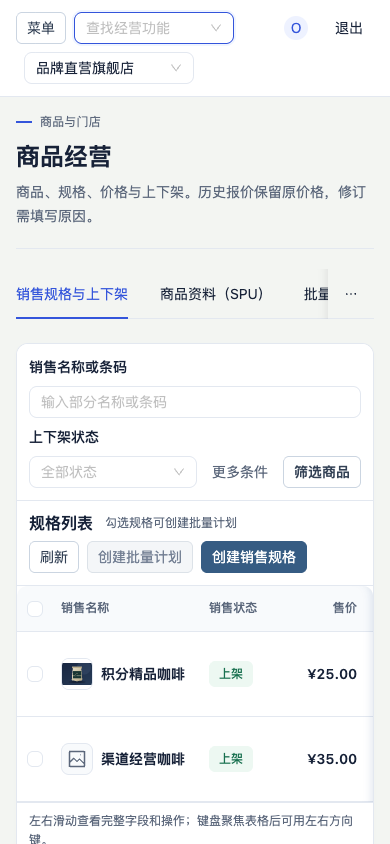 菜单 查找经营功能 O 退出
品牌直营旗舰店
商品与门店
商品经营
商品、规格、价格与上下架。历史报价保留原价格，修订
需填写原因。
销售规格与上下架 商品资料（SPU） 批量 ···
销售名称或条码
输入部分名称或条码
上下架状态
全部状态 更多条件 筛选商品
规格列表 勾选规格可创建批量计划
刷新 创建批量计划 创建销售规格
销售名称 销售状态 售价
积分精品咖啡 上架 ¥25.00
渠道经营咖啡 上架 ¥35.00
左右滑动查看完整字段和操作；键盘聚焦表格后可用左右方向
键。